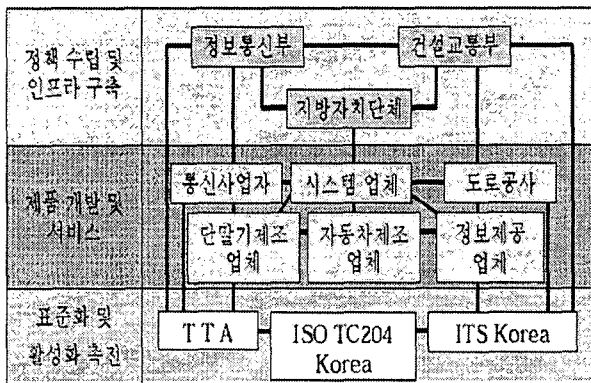 정책 수립 및
인프라 구축
정보통신부
건설교통부
지방자치단체
제품 개발 및
서비스
통신사업자
시스템 업체
도로공사
단말기제조
업체
자동차제조
업체
정보제공
업체
표준화 및
활성화 촉진
TTA
ISO TC204
Korea
ITS Korea